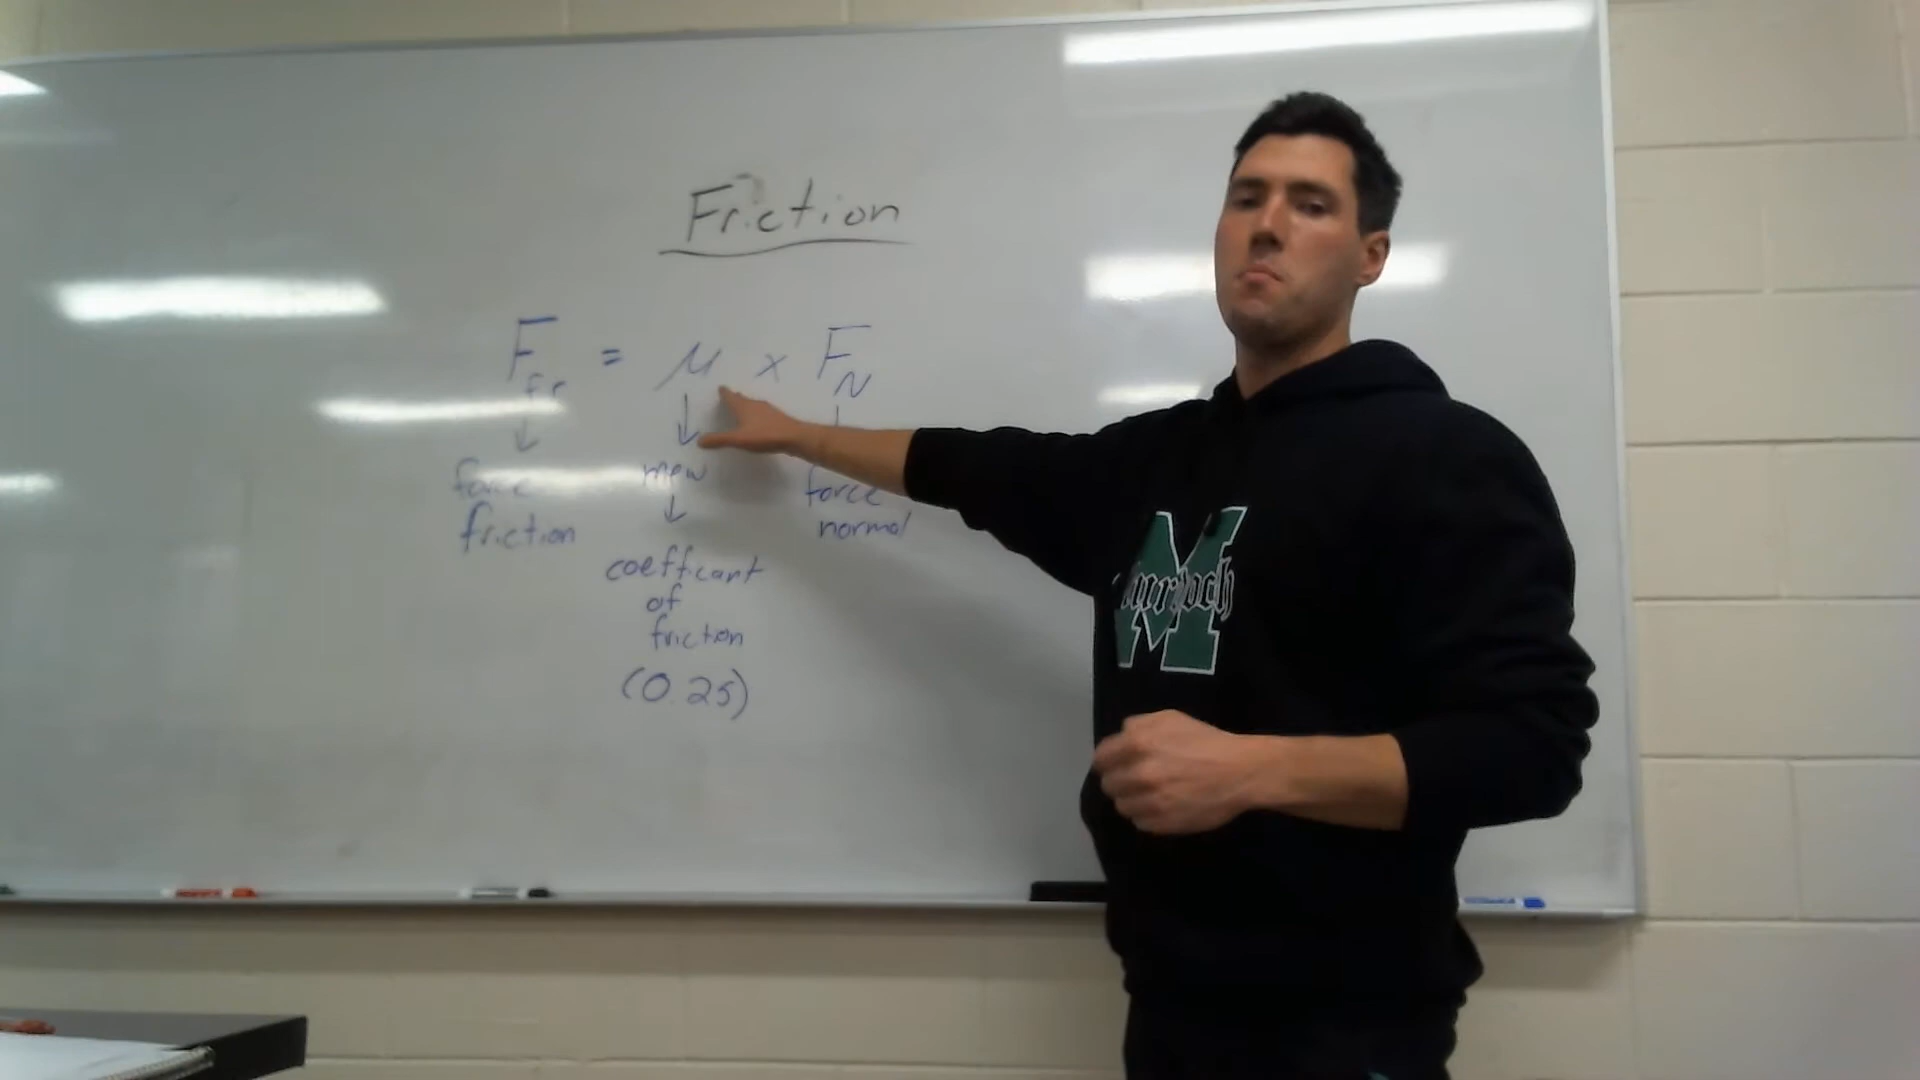 Friction
F fr = μ x F N
↓ ↓
force mew force
friction ↓ normal
coefficant
of
friction
(0.25)
M
Murdoch